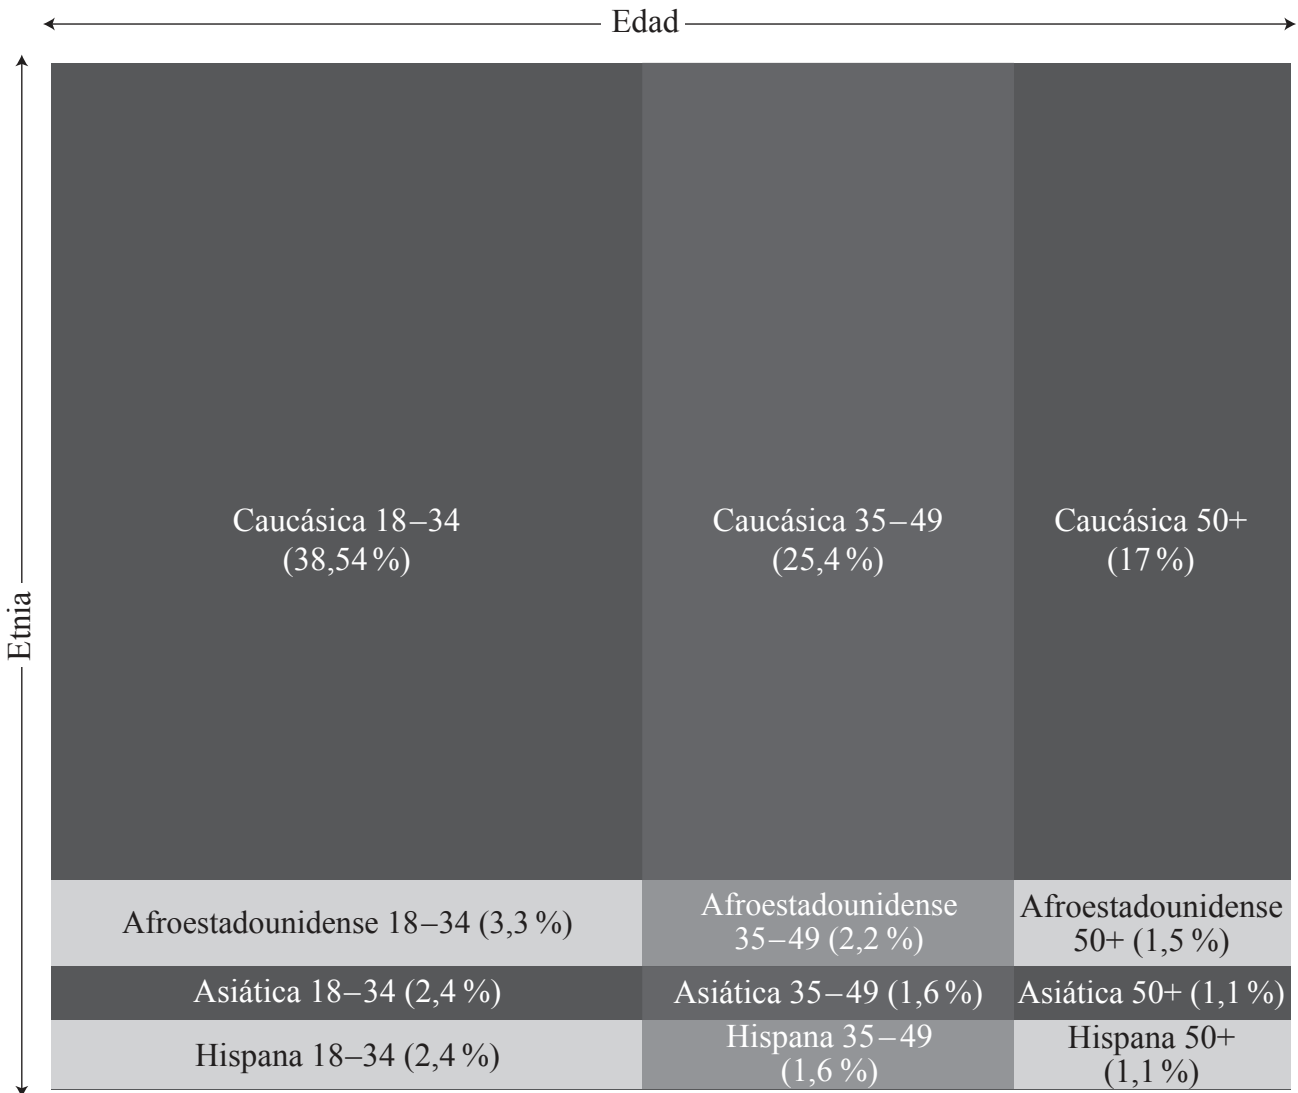 Edad
Etnia
Caucásica 18–34
(38,54 %)
Caucásica 35–49
(25,4 %)
Caucásica 50+
(17 %)
Afroestadounidense 18–34 (3,3 %)
Afroestadounidense
35–49 (2,2 %)
Afroestadounidense
50+ (1,5 %)
Asiática 18–34 (2,4 %)
Asiática 35–49 (1,6 %)
Asiática 50+ (1,1 %)
Hispana 18–34 (2,4 %)
Hispana 35–49
(1,6 %)
Hispana 50+
(1,1 %)